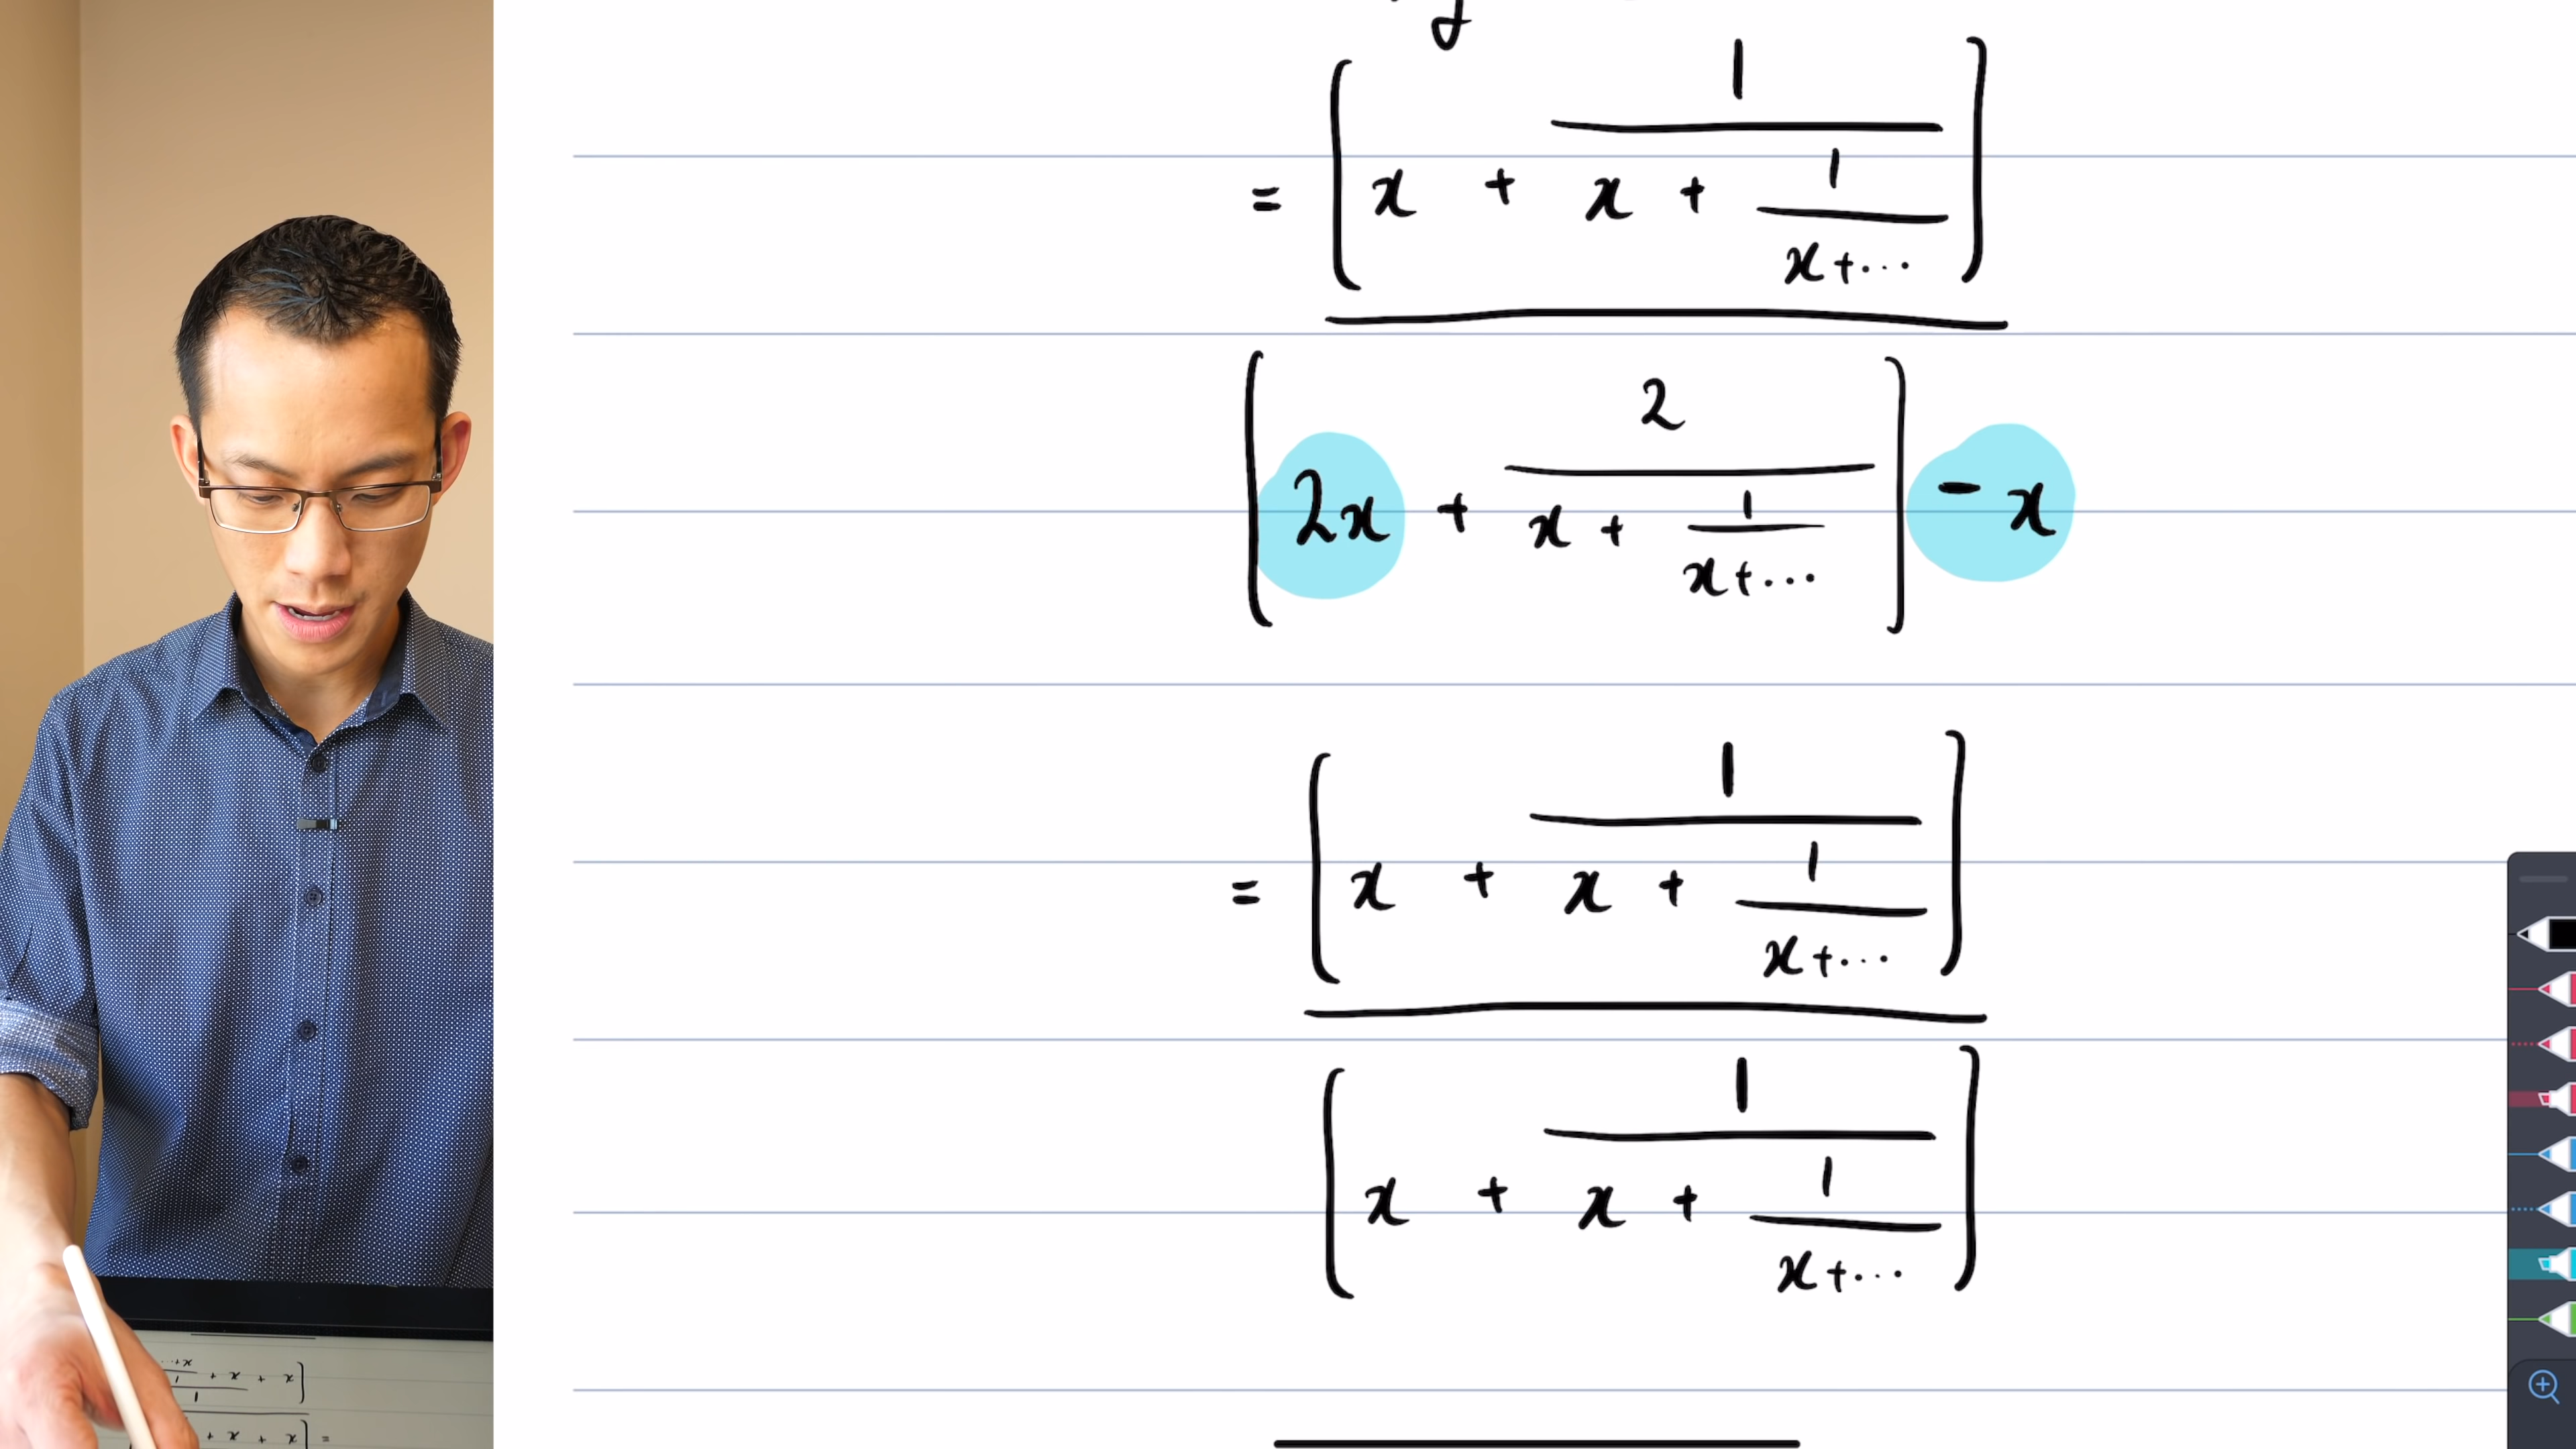 y
1
= [ x + x + 1 ]
x + ...
2
[ 2x + x + 1 ] - x
x + ...
1
= [ x + x + 1 ]
x + ...
1
[ x + x + 1 ]
x + ...